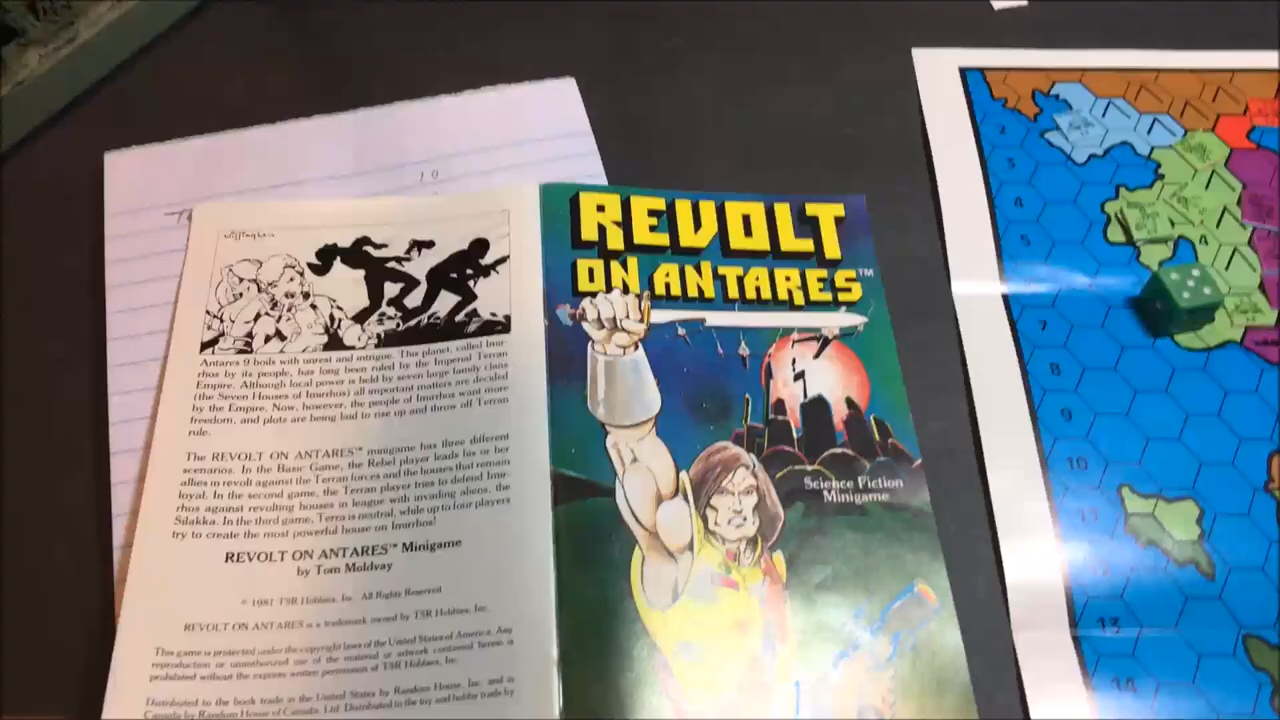 10
Antares 9 boils with unrest and intrigue. This planet, called Imir-
rhos by its people, has long been ruled by the Imperial Terran
Empire. Although local power is held by seven large family clans
(the Seven Houses of Imirrhos) all important matters are decided
by the Empire. Now, however, the people of Imirrhos want more
freedom, and plots are being laid to rise up and throw off Terran
rule.
The REVOLT ON ANTARES™ minigame has three different
scenarios. In the Basic Game, the Rebel player leads his or her
allies in revolt against the Terran forces and the houses that remain
loyal. In the second game, the Terran player tries to defend Imir-
rhos against revolting houses in league with invading aliens, the
Silakka. In the third game, Terra is neutral, while up to four players
try to create the most powerful house on Imirrhos!
REVOLT ON ANTARES™ Minigame
by Tom Moldvay
© 1981 TSR Hobbies, Inc. All Rights Reserved
REVOLT ON ANTARES is a trademark owned by TSR Hobbies, Inc.
This game is protected under the copyright laws of the United States of America. Any
reproduction or unauthorized use of the material or artwork contained herein is
prohibited without the express written permission of TSR Hobbies, Inc.
Distributed to the book trade in the United States by Random House, Inc. and in
Canada by Random House of Canada, Ltd. Distributed to the toy and hobby trade by
REVOLT
ON ANTARES™
Science Fiction
Minigame
2
3
4
5
7
8
9
10
11
13
14